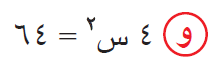 و ٤ س٢ = ٦٤